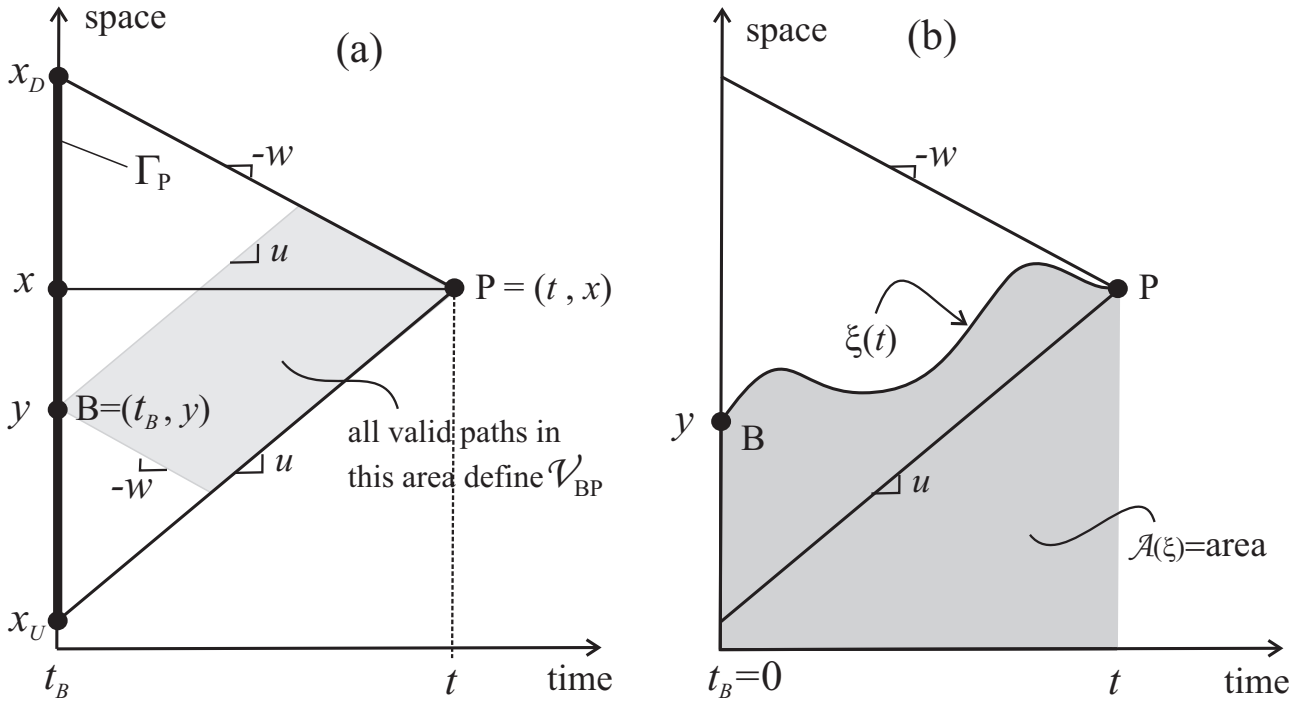 space
(a)
x_D
-w
Γ_P
u
x
P = (t , x)
y
B=(t_B, y)
all valid paths in
this area define 𝒱_BP
u
-w
x_U
t_B
t
time
space
(b)
-w
P
ξ(t)
y
B
u
𝒜(ξ)=area
t_B=0
t
time